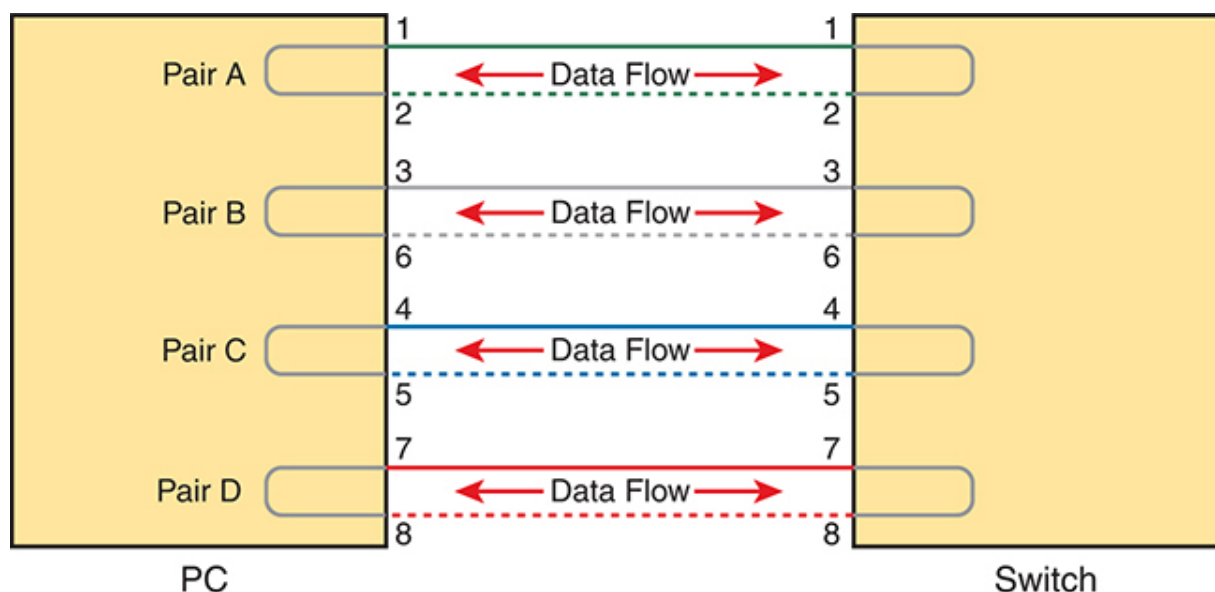 1 1
Pair A Data Flow
2 2
3 3
Pair B Data Flow
6 6
4 4
Pair C Data Flow
5 5
7 7
Pair D Data Flow
8 8
PC Switch